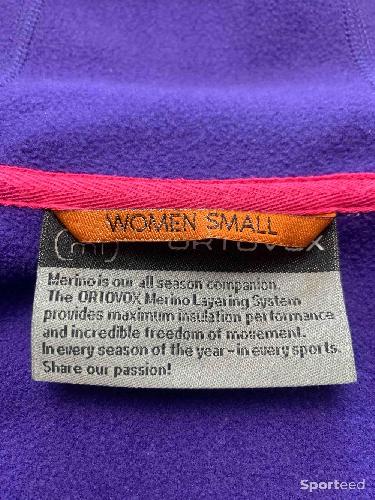 WOMEN SMALL
ORTOVOX
Merino is our all season companion.
The ORTOVOX Merino Layering System
provides maximum insulation performance
and incredible freedom of movement.
In every season of the year – in every sports.
Share our passion!
Sporteed